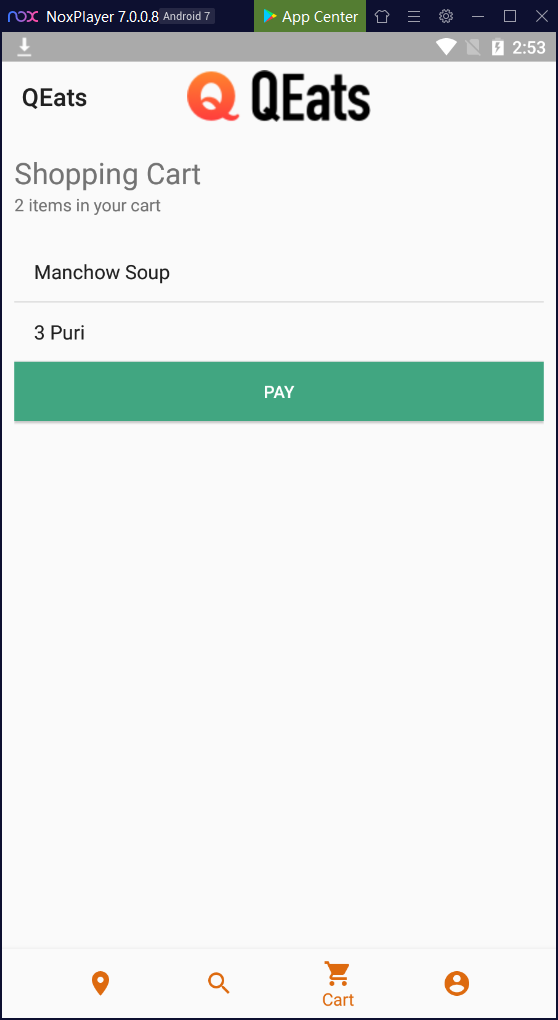 nox NoxPlayer 7.0.0.8 Android 7 App Center
2:53
QEats QEats
Shopping Cart
2 items in your cart
Manchow Soup
3 Puri
PAY
Cart